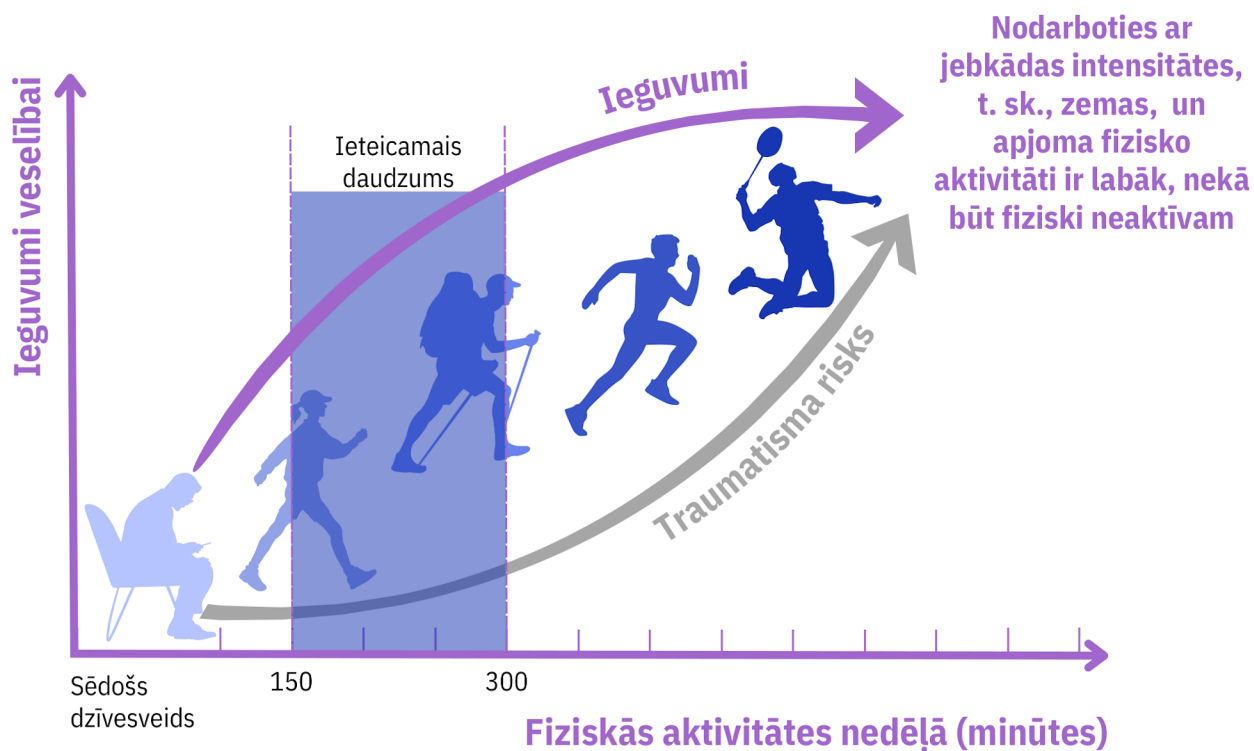 Nodarboties ar
jebkādas intensitātes,
t. sk., zemas, un
apjoma fizisko
aktivitāti ir labāk, nekā
būt fiziski neaktīvam
Ieguvumi
Ieguvumi veselībai
Ieteicamais
daudzums
Traumatisma risks
Sēdošs
dzīvesveids
150
300
Fiziskās aktivitātes nedēļā (minūtes)